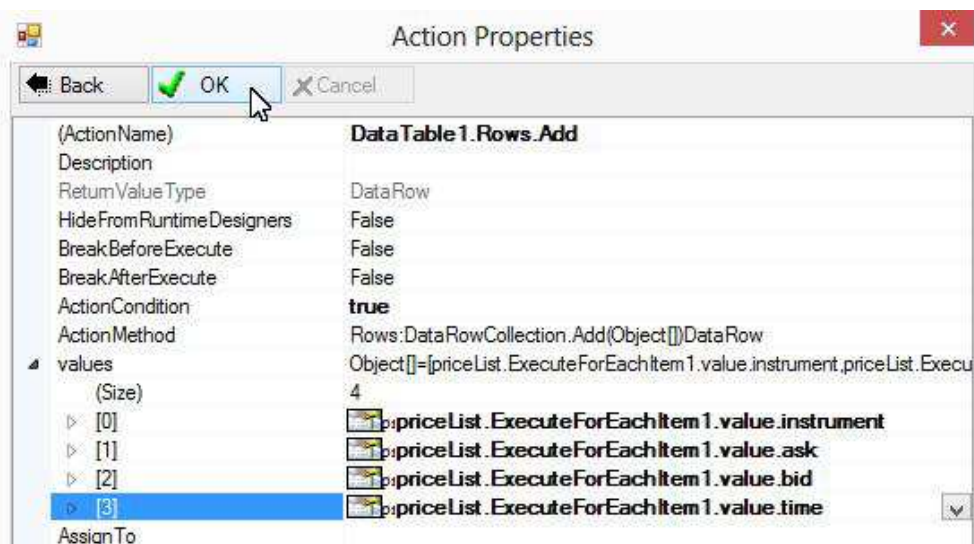 Action Properties
Back OK Cancel
(ActionName) DataTable1.Rows.Add
Description
ReturnValueType DataRow
HideFromRuntimeDesigners False
BreakBeforeExecute False
BreakAfterExecute False
ActionCondition true
ActionMethod Rows:DataRowCollection.Add(Object[])DataRow
values Object[]=[priceList.ExecuteForEachItem1.value.instrument,priceList.Execu
(Size) 4
[0] priceList.ExecuteForEachItem1.value.instrument
[1] priceList.ExecuteForEachItem1.value.ask
[2] priceList.ExecuteForEachItem1.value.bid
[3] priceList.ExecuteForEachItem1.value.time
AssignTo